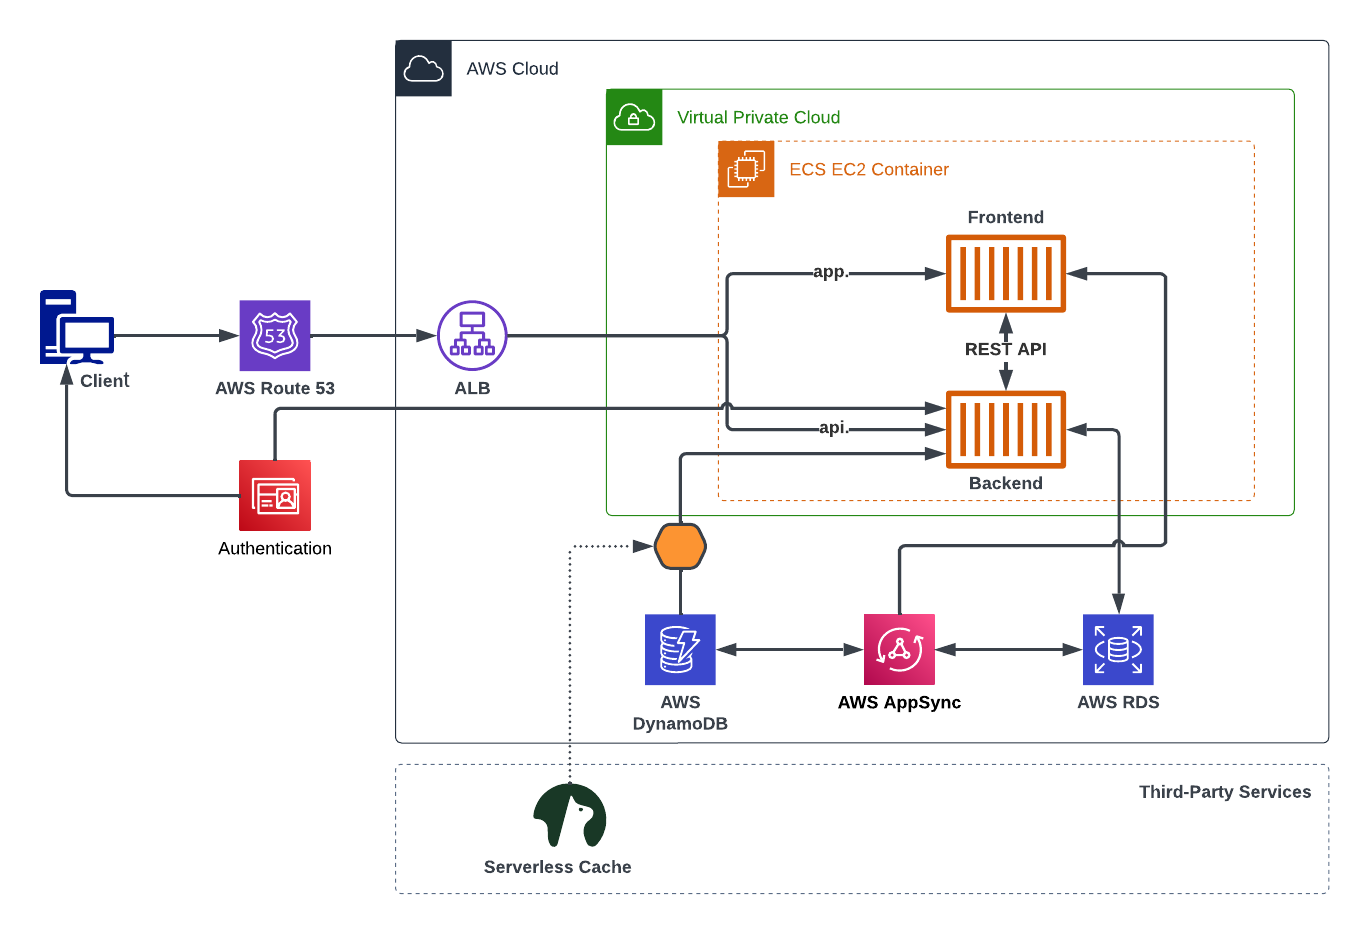 AWS Cloud
Virtual Private Cloud
ECS EC2 Container
Frontend
app.
53
REST API
Client
AWS Route 53
ALB
api.
Backend
Authentication
AWS
DynamoDB
AWS AppSync
AWS RDS
Third-Party Services
Serverless Cache